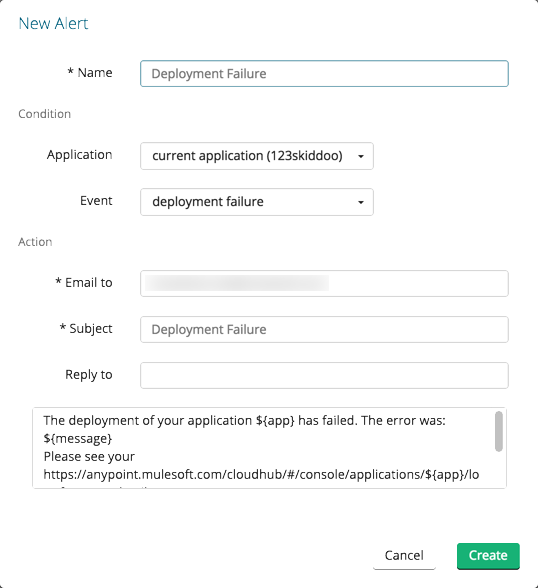 New Alert
* Name
Deployment Failure
Condition
Application
current application (123skiddoo)
Event
deployment failure
Action
* Email to
* Subject
Deployment Failure
Reply to
The deployment of your application ${app} has failed. The error was:
${message}
Please see your
https://anypoint.mulesoft.com/cloudhub/#/console/applications/${app}/lo
Cancel
Create